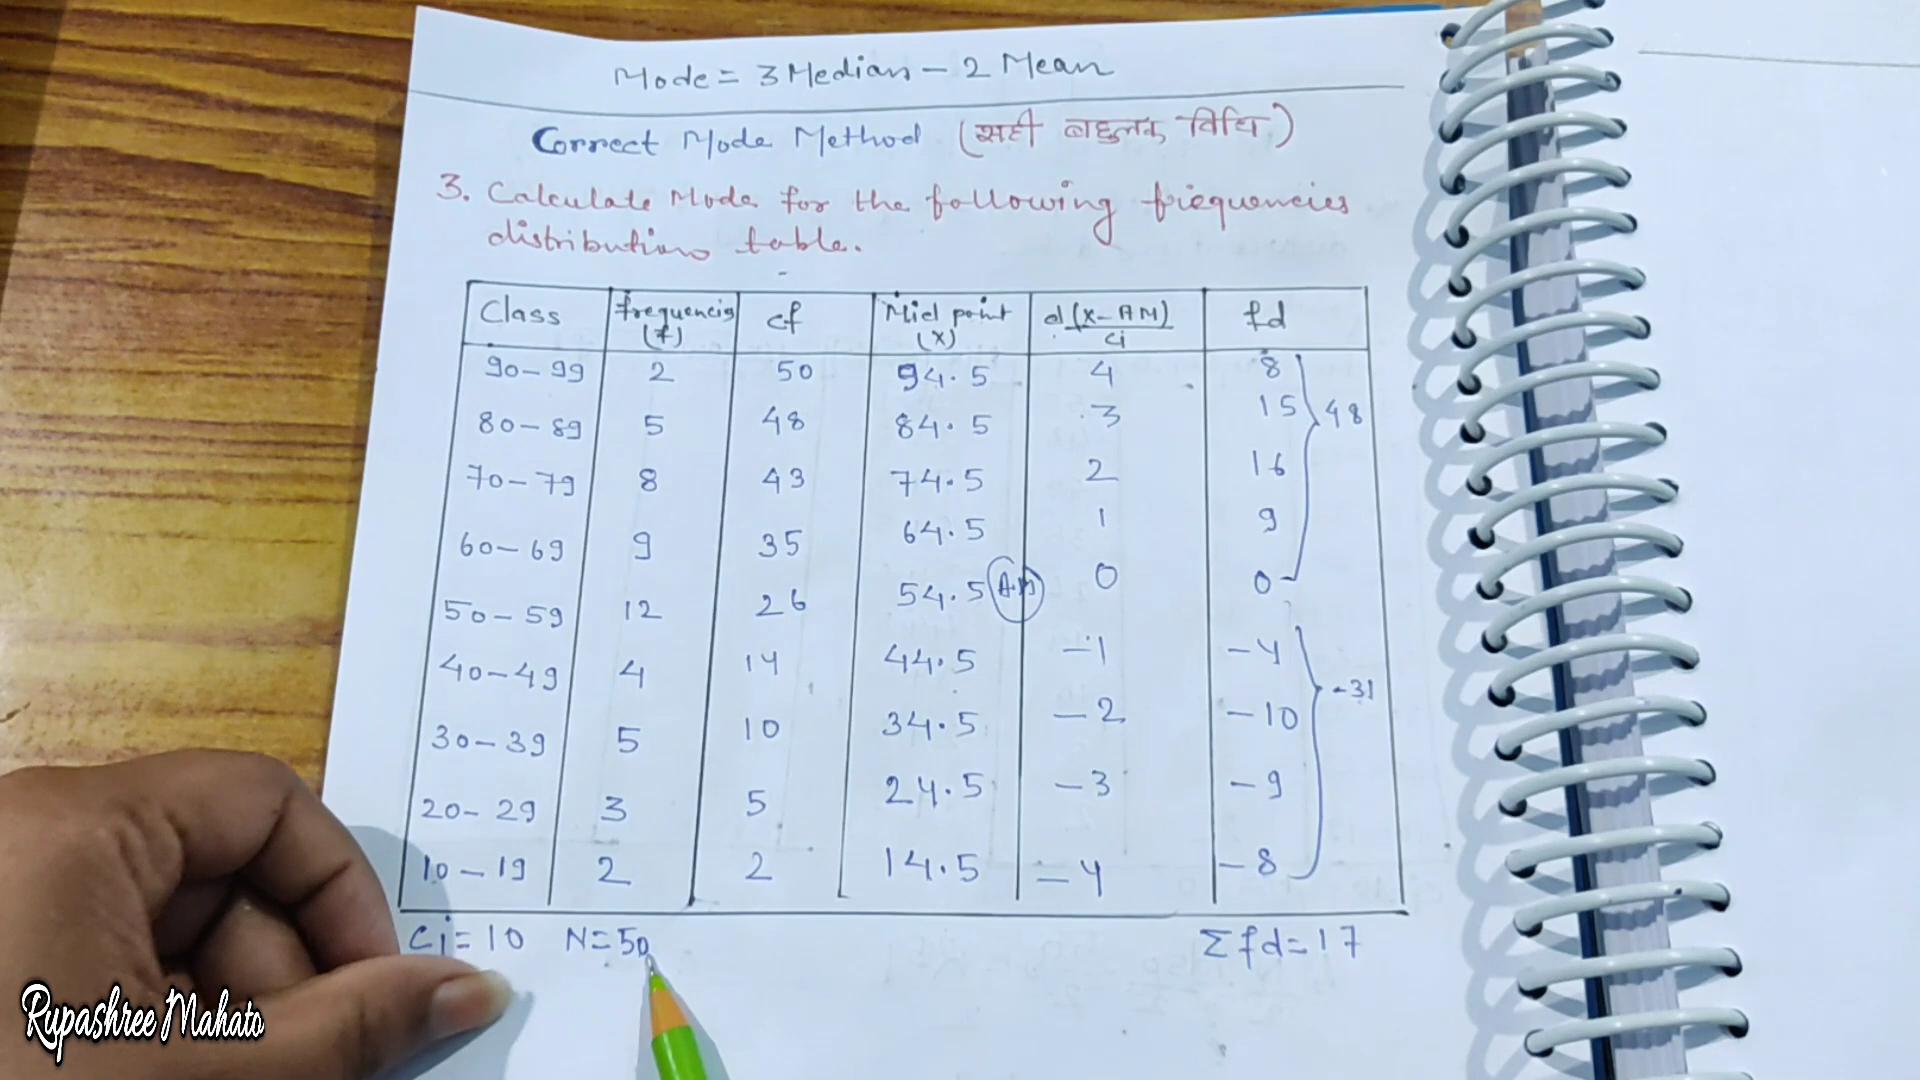 Mode = 3 Median - 2 Mean
Correct Mode Method (सही बहुलक विधि)
3. Calculate Mode for the following friequencies
distribution table.
Class frequencis (f) cf Mid point (x) d(x-AM)/ci fd
90-99 2 50 94.5 4 8
80-89 5 48 84.5 3 15 48
70-79 8 43 74.5 2 16
60-69 9 35 64.5 1 9
50-59 12 26 54.5 A.M 0 0
40-49 4 14 44.5 -1 -4
30-39 5 10 34.5 -2 -10 -31
20-29 3 5 24.5 -3 -9
10-19 2 2 14.5 -4 -8
Ci=10 N=50 Σfd=17
Rupashree Mahato